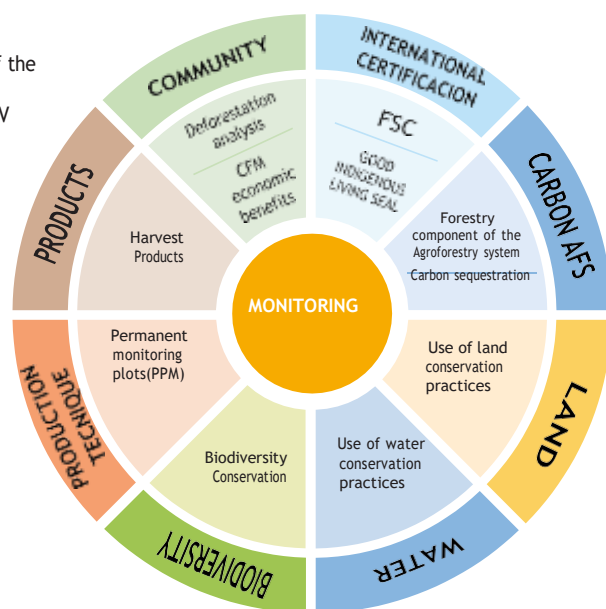 f the
COMMUNITY
Deforestation
analysis
CFM
economic
benefits
INTERNATIONAL
CERTIFICACION
FSC
GOOD
INDIGENOUS
LIVING SEAL
CARBON AFS
Forestry
component of the
Agroforestry system
Carbon sequestration
LAND
Use of land
conservation
practices
WATER
Use of water
conservation
practices
BIODIVERSITY
Biodiversity
Conservation
PRODUCTION
TECNIQUE
Permanent
monitoring
plots(PPM)
PRODUCTS
Harvest
Products
MONITORING